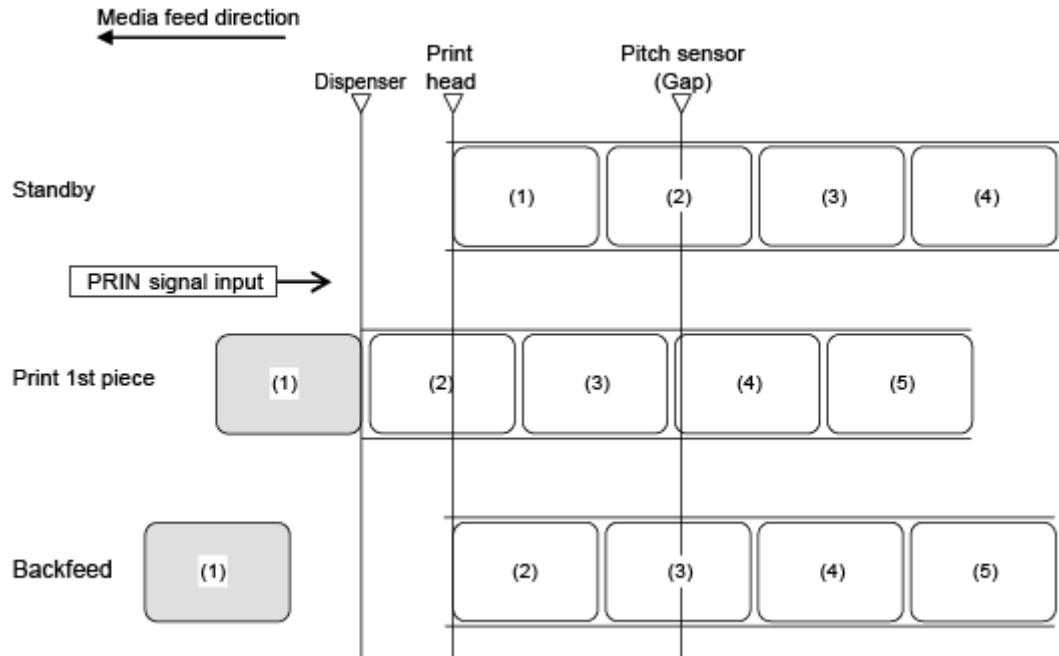 Media feed direction
Dispenser
Print
head
Pitch sensor
(Gap)
Standby
(1)
(2)
(3)
(4)
PRIN signal input
Print 1st piece
(1)
(2)
(3)
(4)
(5)
Backfeed
(1)
(2)
(3)
(4)
(5)